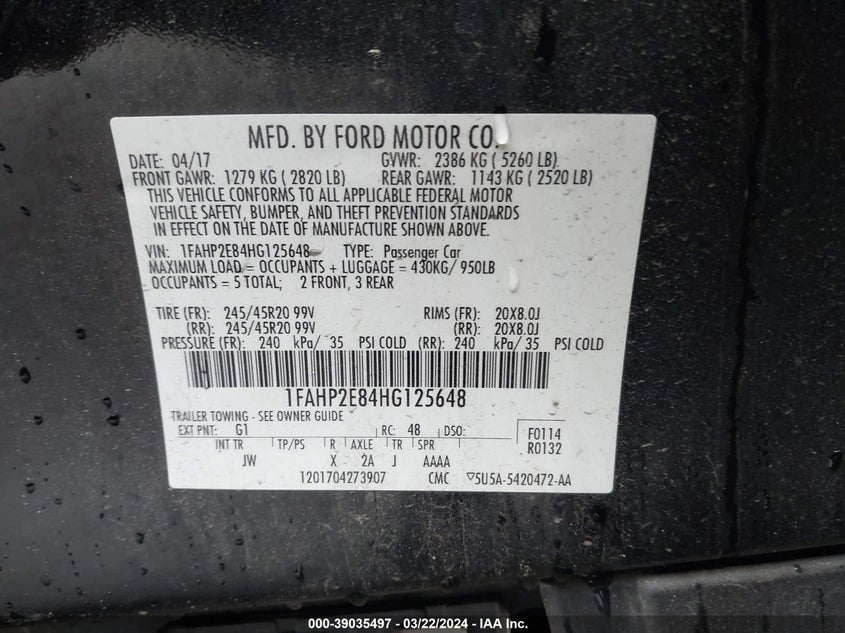 MFD. BY FORD MOTOR CO.
DATE: 04/17 GVWR: 2386 KG ( 5260 LB)
FRONT GAWR: 1279 KG ( 2820 LB) REAR GAWR: 1143 KG ( 2520 LB)
THIS VEHICLE CONFORMS TO ALL APPLICABLE FEDERAL MOTOR
VEHICLE SAFETY, BUMPER, AND THEFT PREVENTION STANDARDS
IN EFFECT ON THE DATE OF MANUFACTURE SHOWN ABOVE.
VIN: 1FAHP2E84HG125648 TYPE: Passenger Car
MAXIMUM LOAD = OCCUPANTS + LUGGAGE = 430KG/ 950LB
OCCUPANTS = 5 TOTAL; 2 FRONT, 3 REAR
TIRE (FR): 245/45R20 99V RIMS (FR): 20X8.0J
(RR): 245/45R20 99V (RR): 20X8.0J
PRESSURE (FR): 240 kPa/ 35 PSI COLD (RR): 240 kPa/ 35 PSI COLD
H
1FAHP2E84HG125648
TRAILER TOWING - SEE OWNER GUIDE
EXT PNT: G1 RC: 48 DSO: F0114
R0132
INT TR TP/PS R AXLE TR SPR
JW X 2A J AAAA
1201704273907 CMC ▽5U5A-5420472-AA
000-39035497 - 03/22/2024 - IAA Inc.